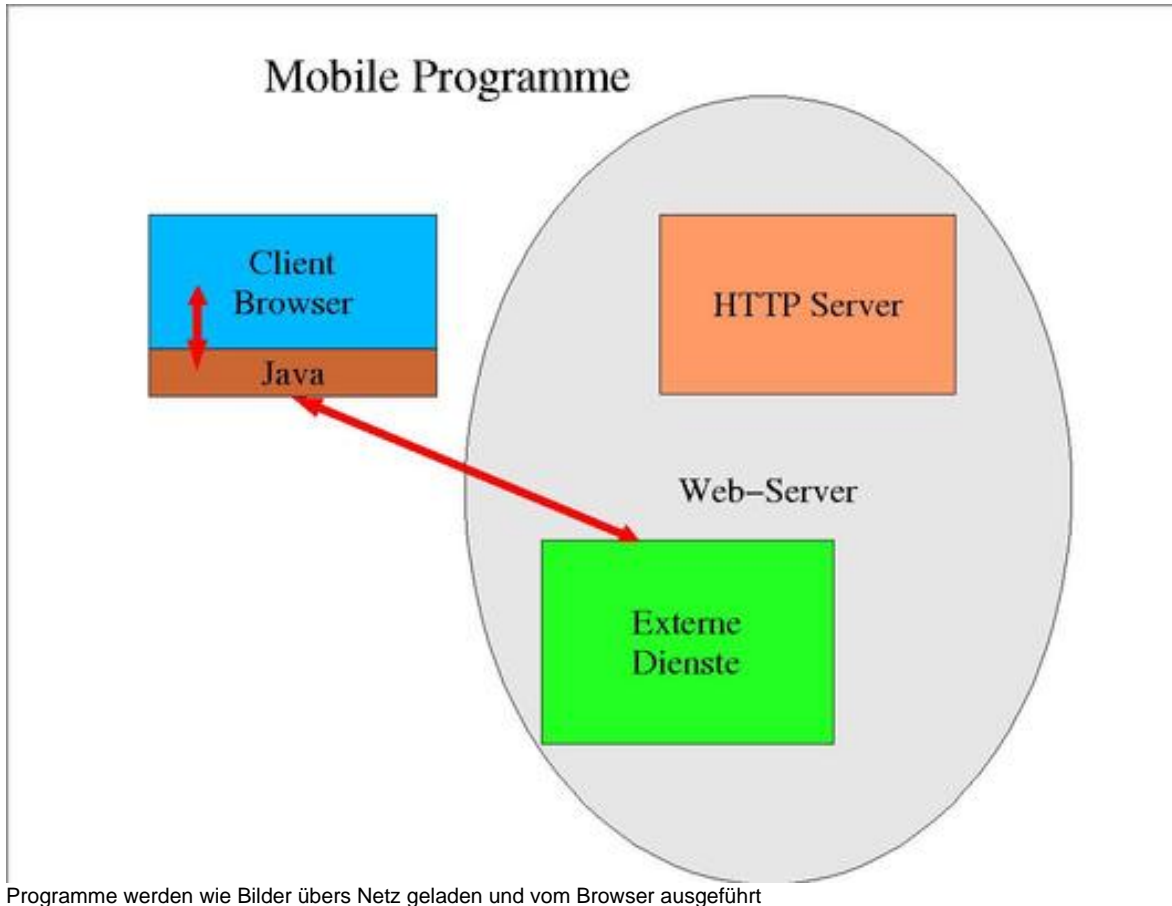 Mobile Programme
Client
Browser
Java
HTTP Server
Web-Server
Externe
Dienste
Programme werden wie Bilder übers Netz geladen und vom Browser ausgeführt